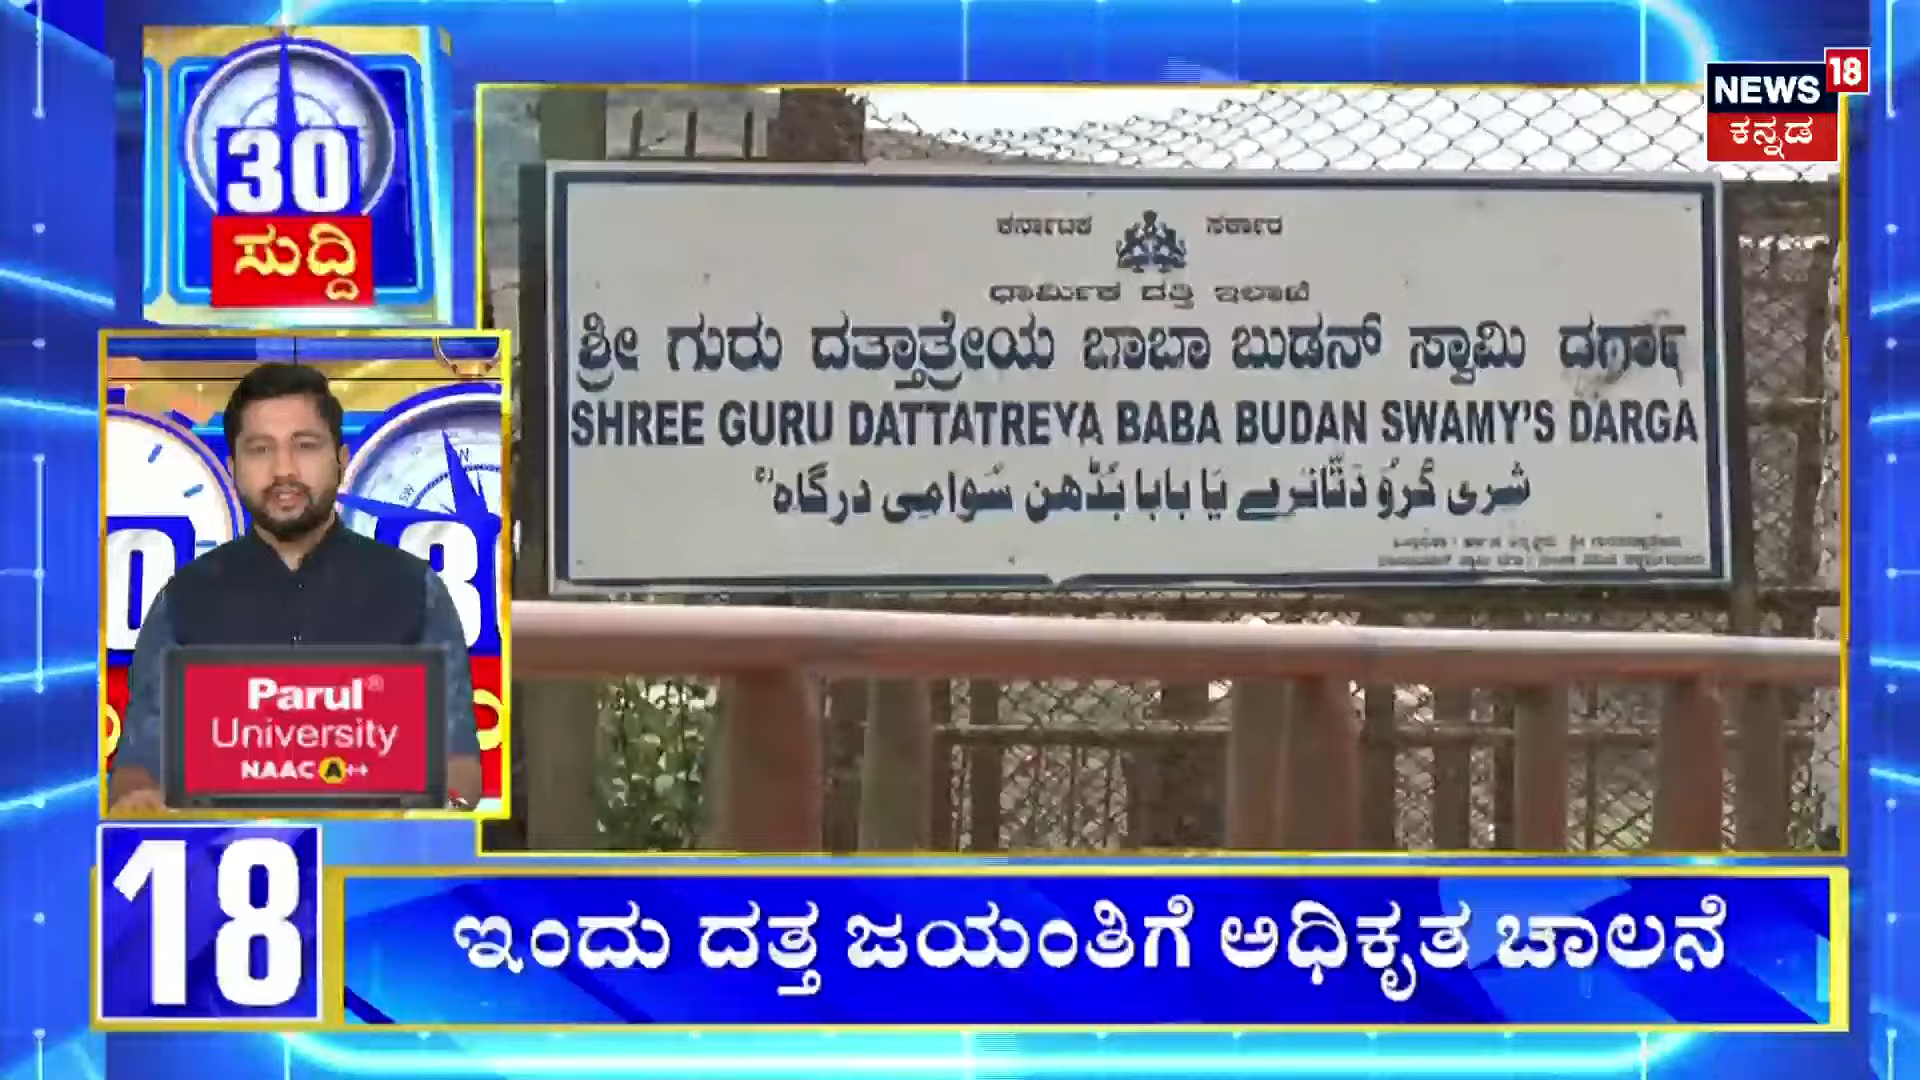 30
ಸುದ್ದಿ
NEWS 18
ಕನ್ನಡ
ಕರ್ನಾಟಕ ಸರ್ಕಾರ
ಧಾರ್ಮಿಕ ದತ್ತಿ ಇಲಾಖೆ
ಶ್ರೀ ಗುರು ದತ್ತಾತ್ರೇಯ ಬಾಬಾ ಬುಡನ್ ಸ್ವಾಮಿ ದರ್ಗಾ
SHREE GURU DATTATREYA BABA BUDAN SWAMY'S DARGA
شری گرو دتاترے یا بابا بڈھن سوامی درگاہ
Parul®
University
NAAC A++
18
ಇಂದು ದತ್ತ ಜಯಂತಿಗೆ ಅಧಿಕೃತ ಚಾಲನೆ